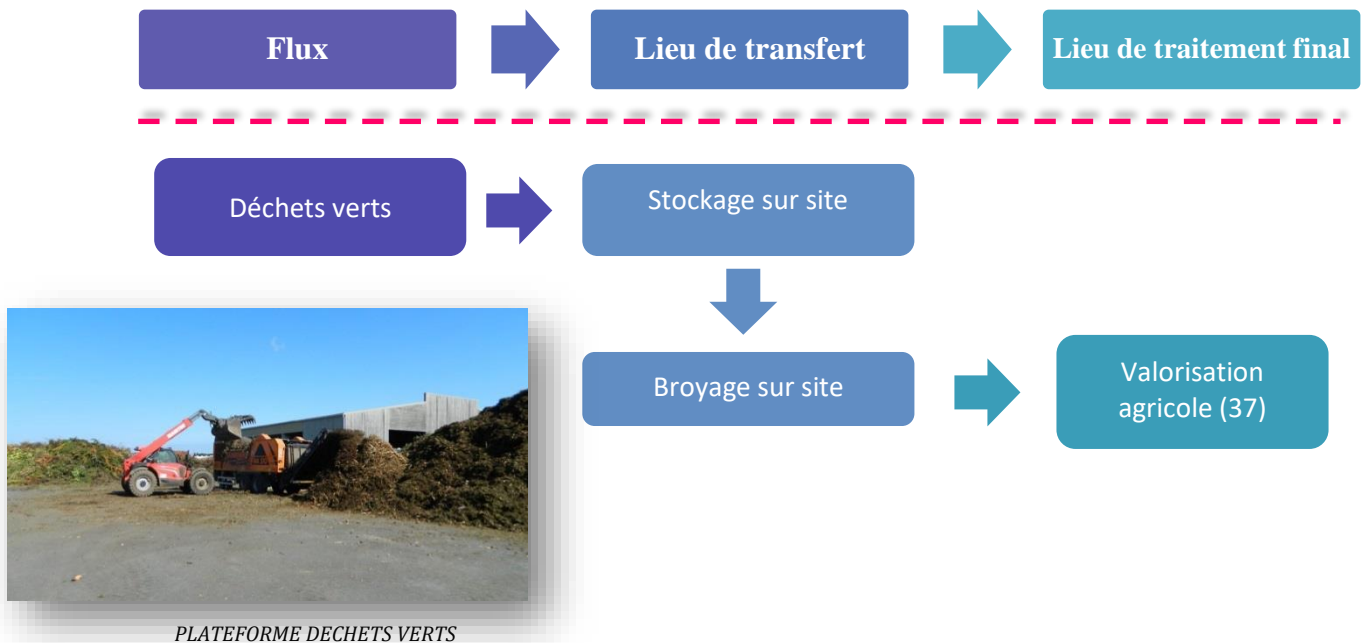 Flux
Lieu de transfert
Lieu de traitement final
Déchets verts
Stockage sur site
Broyage sur site
Valorisation
agricole (37)
PLATEFORME DECHETS VERTS